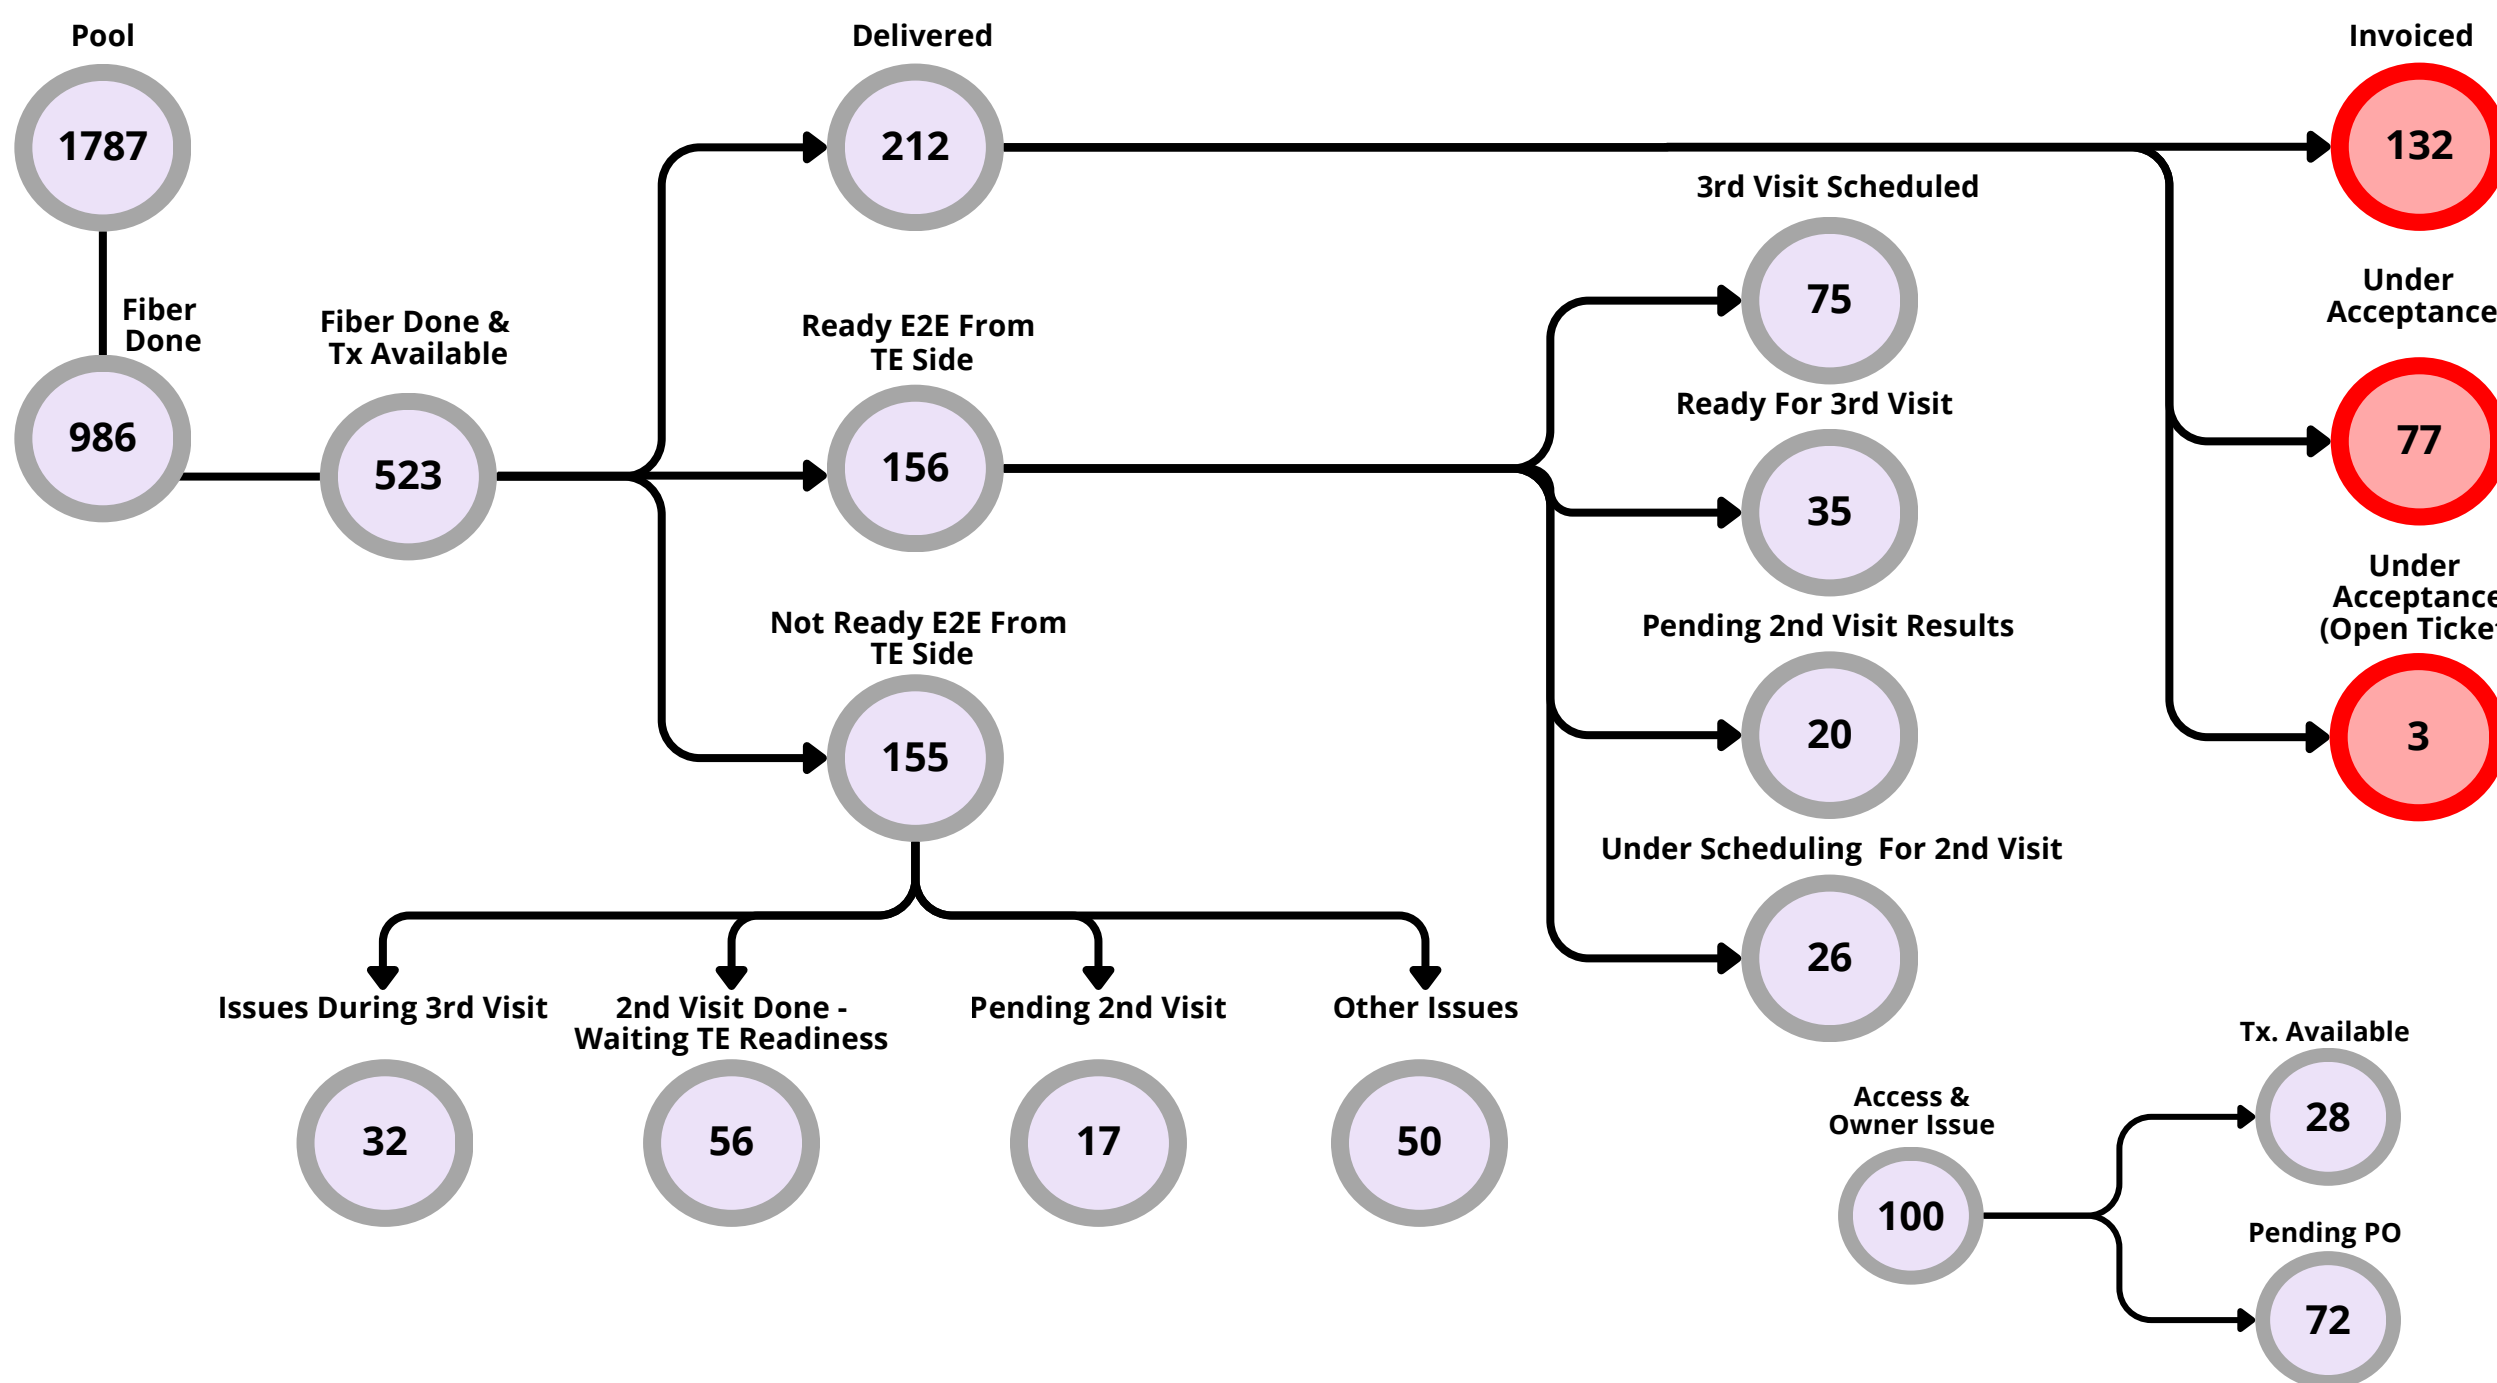 Pool
1787
Fiber
Done
986
Fiber Done &
Tx Available
523
Delivered
212
Ready E2E From
TE Side
156
Not Ready E2E From
TE Side
155
Issues During 3rd Visit
32
2nd Visit Done -
Waiting TE Readiness
56
Pending 2nd Visit
17
Other Issues
50
3rd Visit Scheduled
75
Ready For 3rd Visit
35
Pending 2nd Visit Results
20
Under Scheduling  For 2nd Visit
26
Invoiced
132
Under
Acceptance
77
Under
Acceptance
(Open Ticket
3
Access &
Owner Issue
100
Tx. Available
28
Pending PO
72